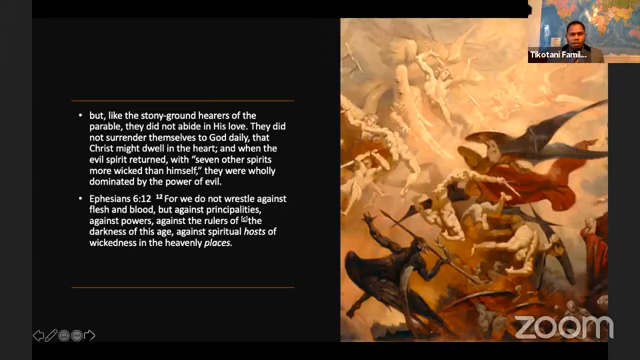 Tikotani Famil...
• but, like the stony-ground hearers of the
parable, they did not abide in His love. They did
not surrender themselves to God daily, that
Christ might dwell in the heart; and when the
evil spirit returned, with “seven other spirits
more wicked than himself,” they were wholly
dominated by the power of evil.
• Ephesians 6:12  12 For we do not wrestle against
flesh and blood, but against principalities,
against powers, against the rulers of [c]the
darkness of this age, against spiritual hosts of
wickedness in the heavenly places.
zoom